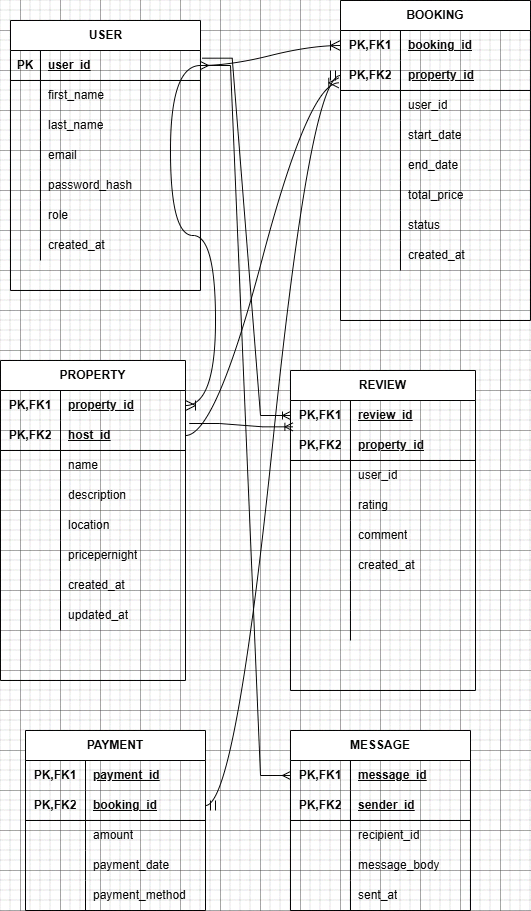 USER
PK user_id
first_name
last_name
email
password_hash
role
created_at
BOOKING
PK,FK1 booking_id
PK,FK2 property_id
user_id
start_date
end_date
total_price
status
created_at
PROPERTY
PK,FK1 property_id
PK,FK2 host_id
name
description
location
pricepernight
created_at
updated_at
REVIEW
PK,FK1 review_id
PK,FK2 property_id
user_id
rating
comment
created_at
PAYMENT
PK,FK1 payment_id
PK,FK2 booking_id
amount
payment_date
payment_method
MESSAGE
PK,FK1 message_id
PK,FK2 sender_id
recipient_id
message_body
sent_at